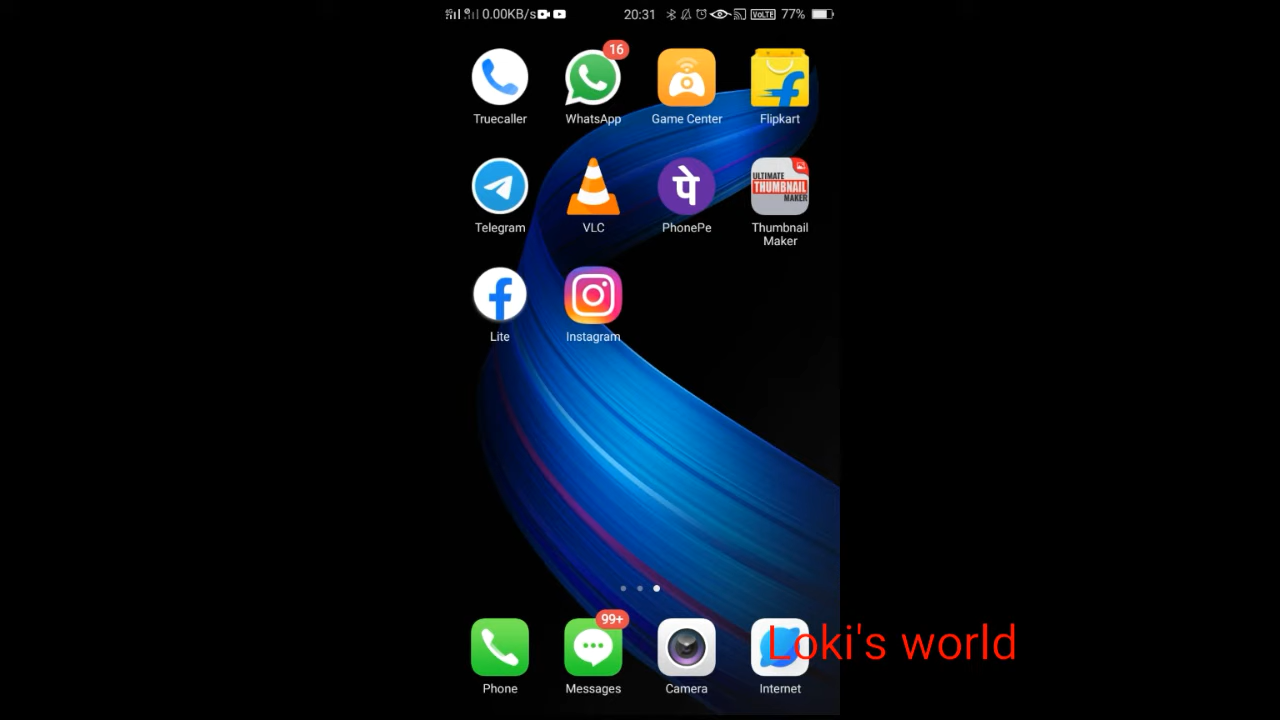 0.00KB/s 20:31 VoLTE 77%
16
Truecaller WhatsApp Game Center Flipkart
ULTIMATE
THUMBNAIL
MAKER
पे
Telegram VLC PhonePe Thumbnail
Maker
Lite Instagram
99+
Loki's world
Phone Messages Camera Internet